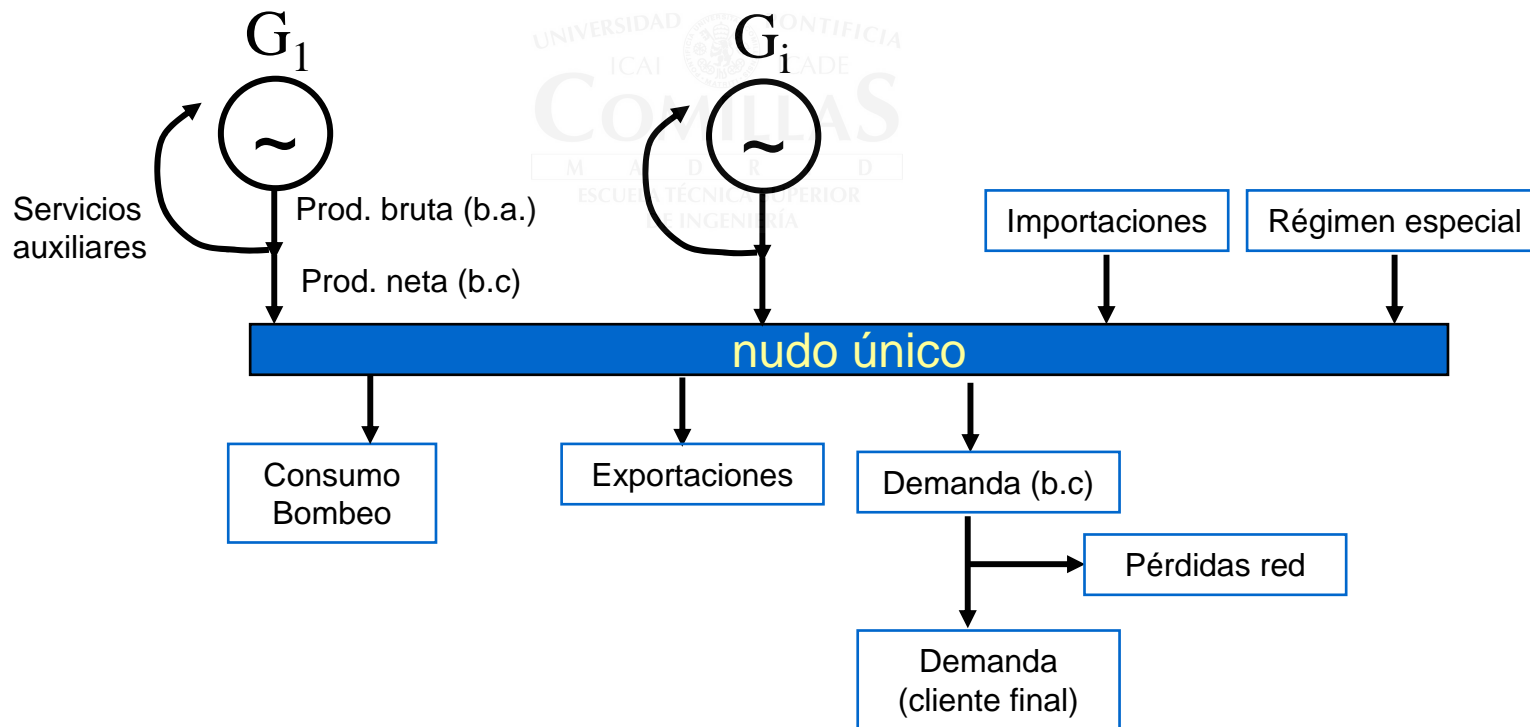 UNIVERSIDAD PONTIFICIA
ICAI ICADE
COMILLAS
M A D R I D
ESCUELA TÉCNICA SUPERIOR
DE INGENIERÍA
G1
Gi
~
~
Servicios
auxiliares
Prod. bruta (b.a.)
Prod. neta (b.c)
Importaciones
Régimen especial
nudo único
Consumo
Bombeo
Exportaciones
Demanda (b.c)
Pérdidas red
Demanda
(cliente final)